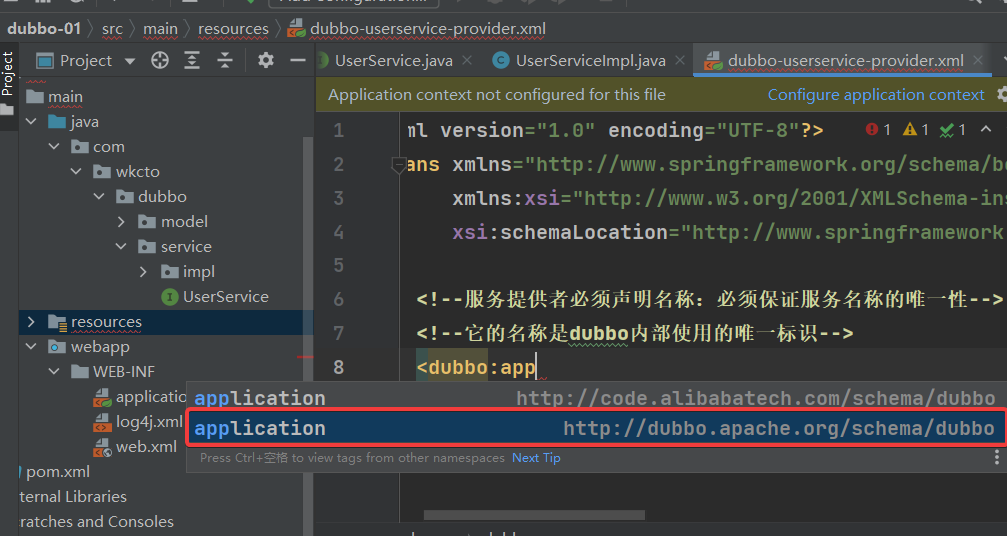 dubbo-01 src main resources dubbo-userservice-provider.xml
Project
Project
UserService.java
UserServiceImpl.java
dubbo-userservice-provider.xml
main
java
com
wkcto
dubbo
model
service
impl
UserService
resources
webapp
WEB-INF
applicatio
log4j.xml
web.xml
pom.xml
ternal Libraries
ratches and Consoles
Application context not configured for this file Configure application context
1 ml version="1.0" encoding="UTF-8"?> 1 1 1
2 ans xmlns="http://www.springframework.org/schema/be
3 xmlns:xsi="http://www.w3.org/2001/XMLSchema-ins
4 xsi:schemaLocation="http://www.springframework
5
6 <!--服务提供者必须声明名称：必须保证服务名称的唯一性-->
7 <!--它的名称是dubbo内部使用的唯一标识-->
8 <dubbo:app
application http://code.alibabatech.com/schema/dubbo
application http://dubbo.apache.org/schema/dubbo
Press Ctrl+空格 to view tags from other namespaces Next Tip